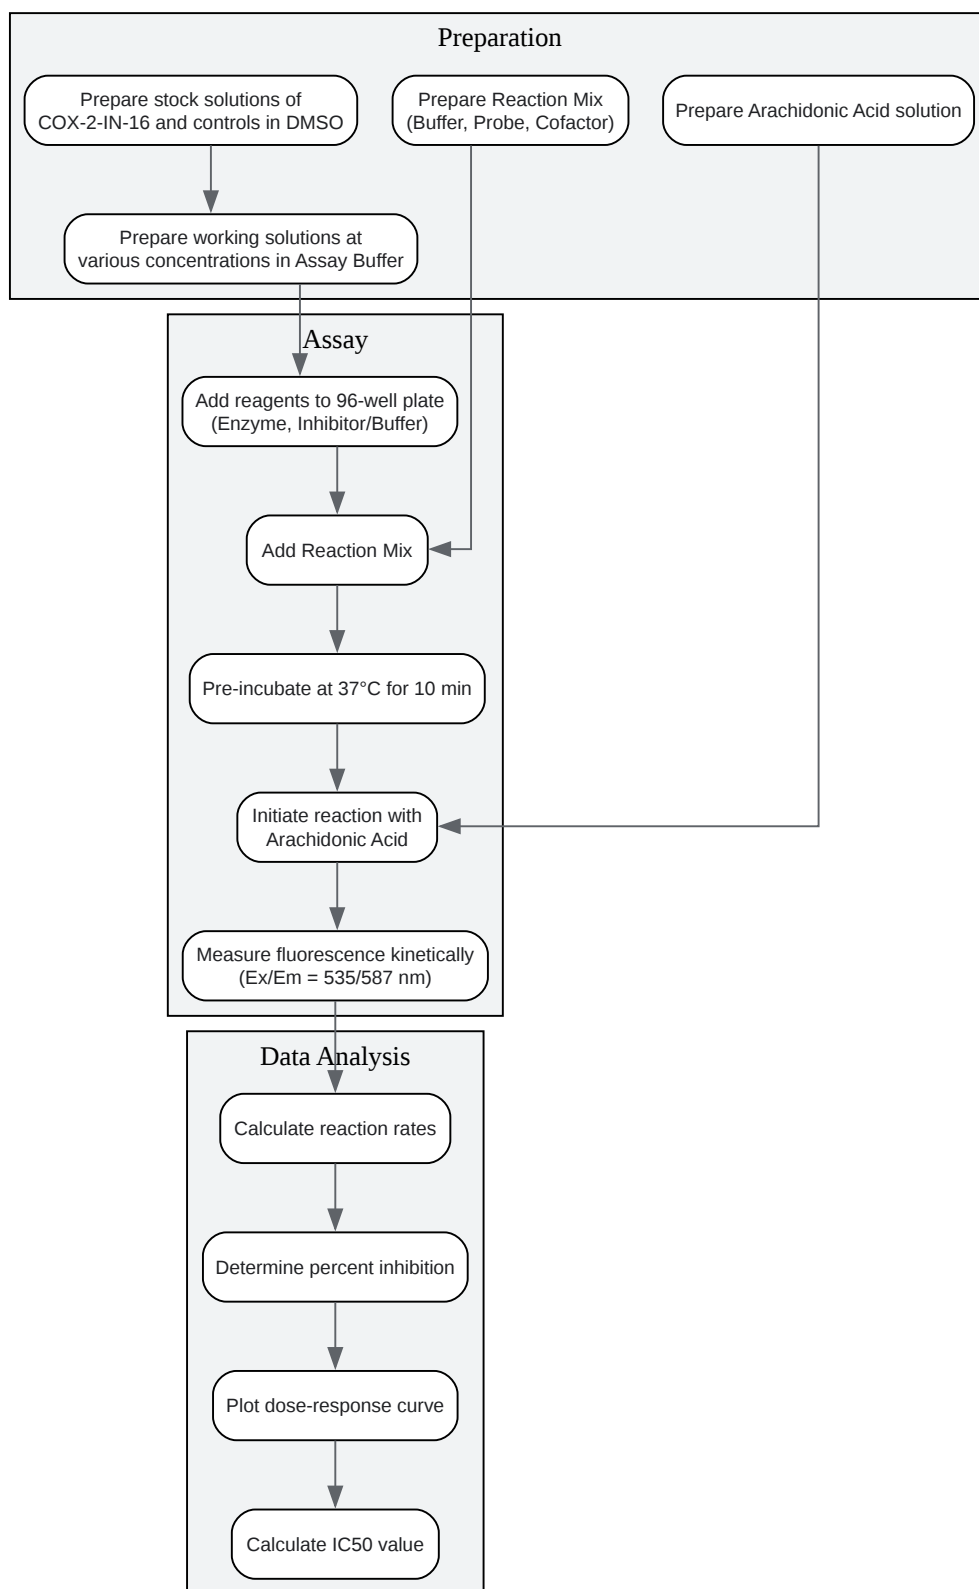 Preparation
Prepare stock solutions of
COX-2-IN-16 and controls in DMSO
Prepare Reaction Mix
(Buffer, Probe, Cofactor)
Prepare Arachidonic Acid solution
Prepare working solutions at
various concentrations in Assay Buffer
Assay
Add reagents to 96-well plate
(Enzyme, Inhibitor/Buffer)
Add Reaction Mix
Pre-incubate at 37°C for 10 min
Initiate reaction with
Arachidonic Acid
Measure fluorescence kinetically
(Ex/Em = 535/587 nm)
Data Analysis
Calculate reaction rates
Determine percent inhibition
Plot dose-response curve
Calculate IC50 value